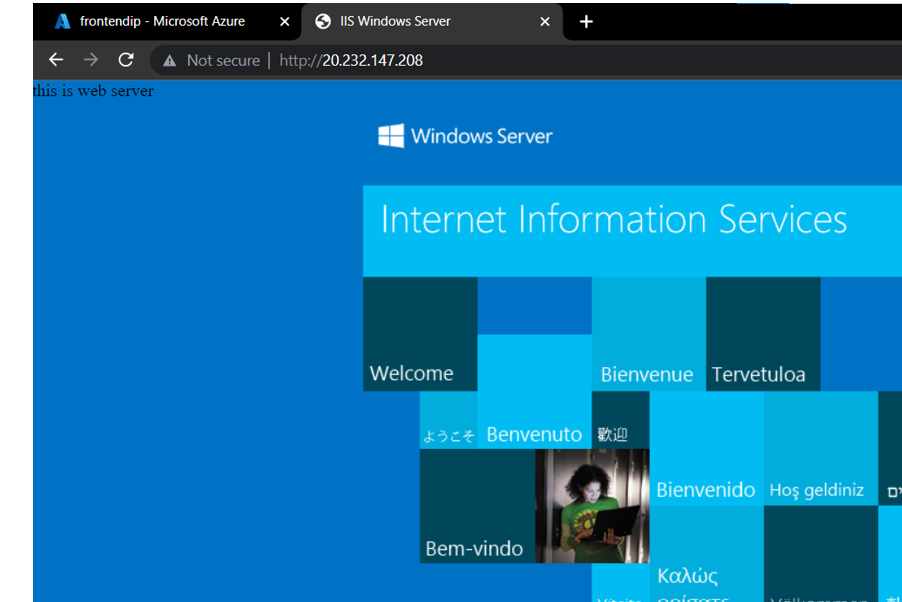 frontendip - Microsoft Azure
IIS Windows Server
Not secure | http://20.232.147.208
this is web server
Windows Server
Internet Information Services
Welcome
Bienvenue
Tervetuloa
ようこそ
Benvenuto
歡迎
Bienvenido
Hoş geldiniz
Bem-vindo
Καλώς
ορίσατε